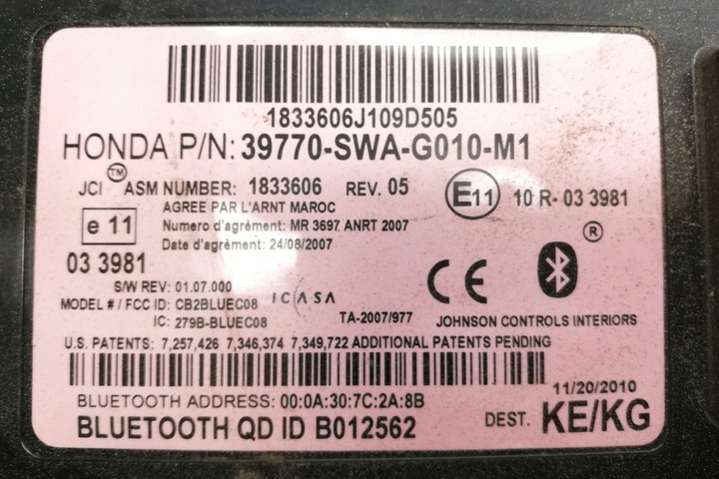 1833606J109D505
HONDA P/N: 39770-SWA-G010-M1
JCI™ ASM NUMBER: 1833606 REV. 05
E11 10 R- 03 3981
e 11
AGREE PAR L'ARNT MAROC
Numero d'agrément: MR 3697 ANRT 2007
Date d'agrément: 24/08/2007
03 3981
CE ®
S/W REV: 01.07.000
MODEL # / FCC ID: CB2BLUEC08
ICASA
IC: 279B-BLUEC08
TA-2007/977
JOHNSON CONTROLS INTERIORS
U.S. PATENTS: 7,257,426 7,346,374 7,349,722 ADDITIONAL PATENTS PENDING
11/20/2010
BLUETOOTH ADDRESS: 00:0A:30:7C:2A:8B
BLUETOOTH QD ID B012562
DEST. KE/KG